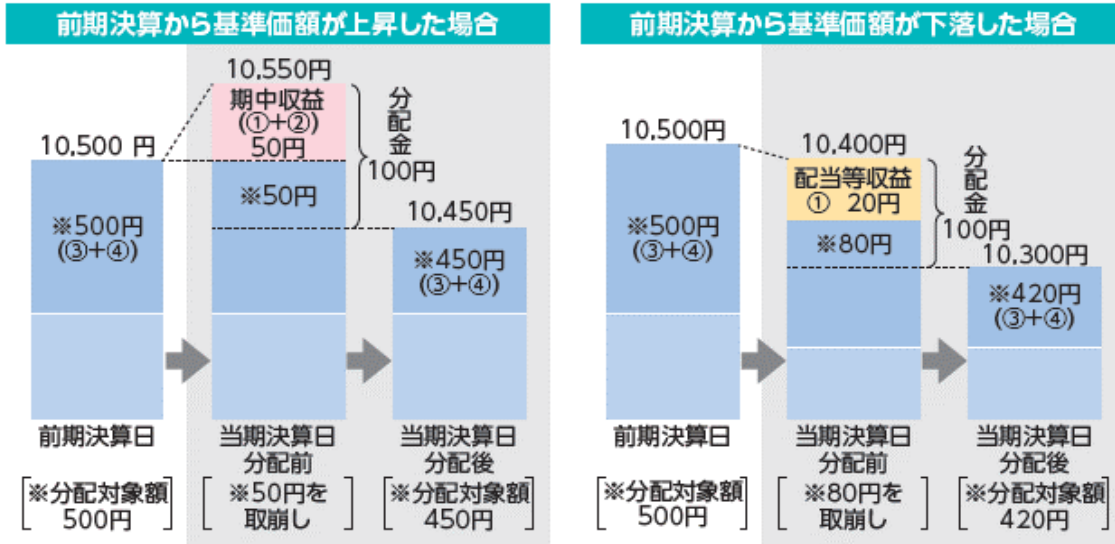 前期決算から基準価額が上昇した場合
10,550円
期中収益
(①+②)
50円
分配金
100円
10,500 円
※500円
(③+④)
※50円
10,450円
※450円
(③+④)
前期決算日
当期決算日
分配前
当期決算日
分配後
※分配対象額
500円
※50円を
取崩し
※分配対象額
450円
前期決算から基準価額が下落した場合
10,500円
10,400円
配当等収益
① 20円
分配金
100円
※500円
(③+④)
※80円
10,300円
※420円
(③+④)
前期決算日
当期決算日
分配前
当期決算日
分配後
※分配対象額
500円
※80円を
取崩し
※分配対象額
420円